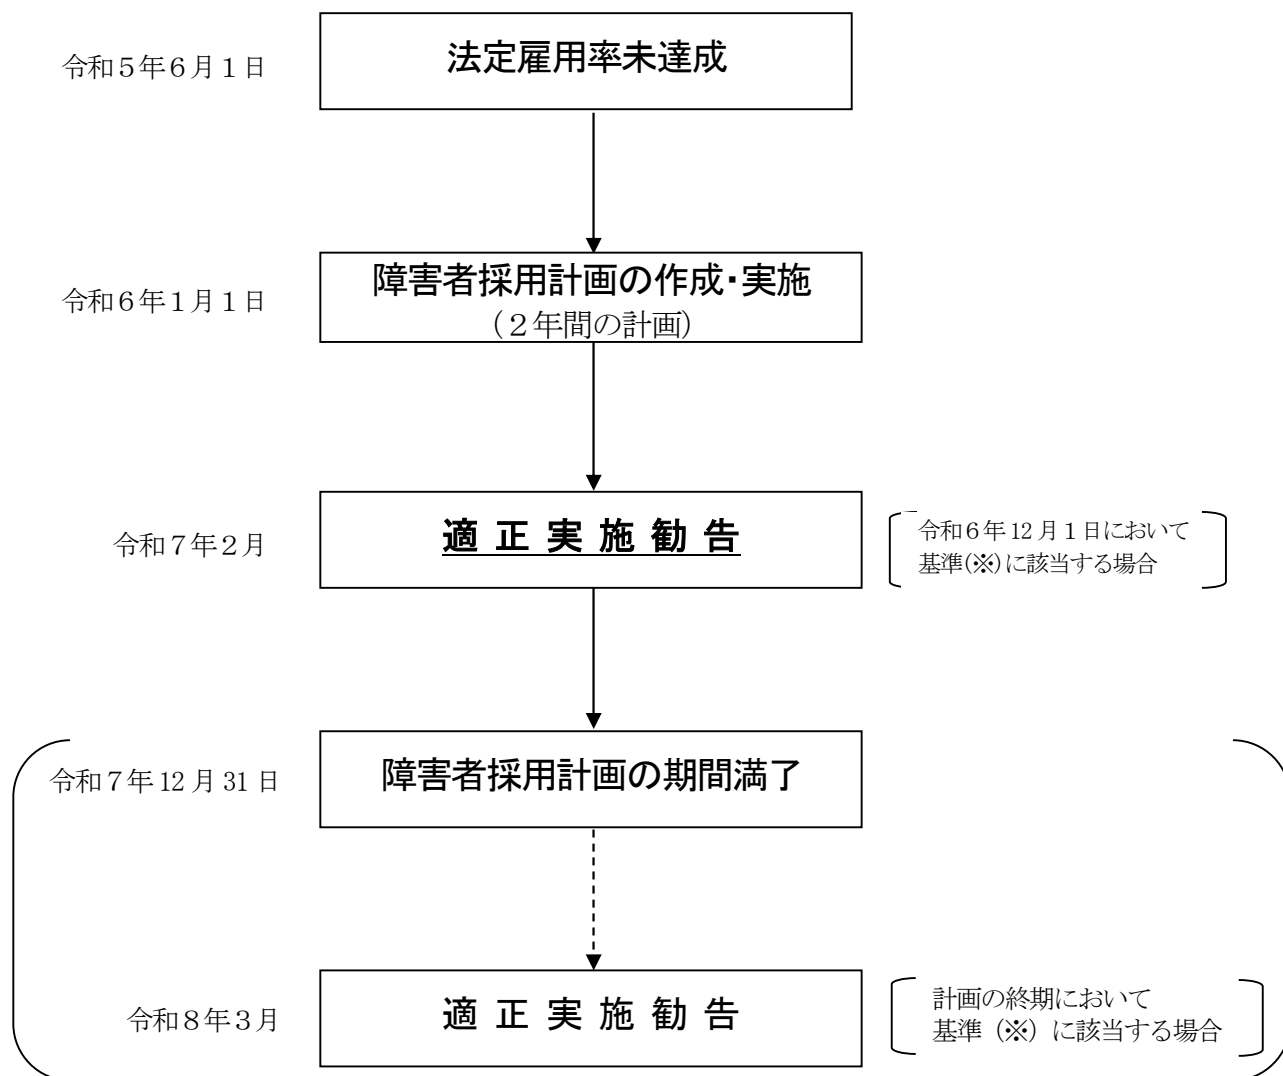 令和５年６月１日
法定雇用率未達成
令和６年１月１日
障害者採用計画の作成・実施
（２年間の計画）
令和７年２月
適 正 実 施 勧 告
令和６年12月１日において
基準(※)に該当する場合
令和７年12月31日
障害者採用計画の期間満了
令和８年３月
適 正 実 施 勧 告
計画の終期において
基準（※）に該当する場合